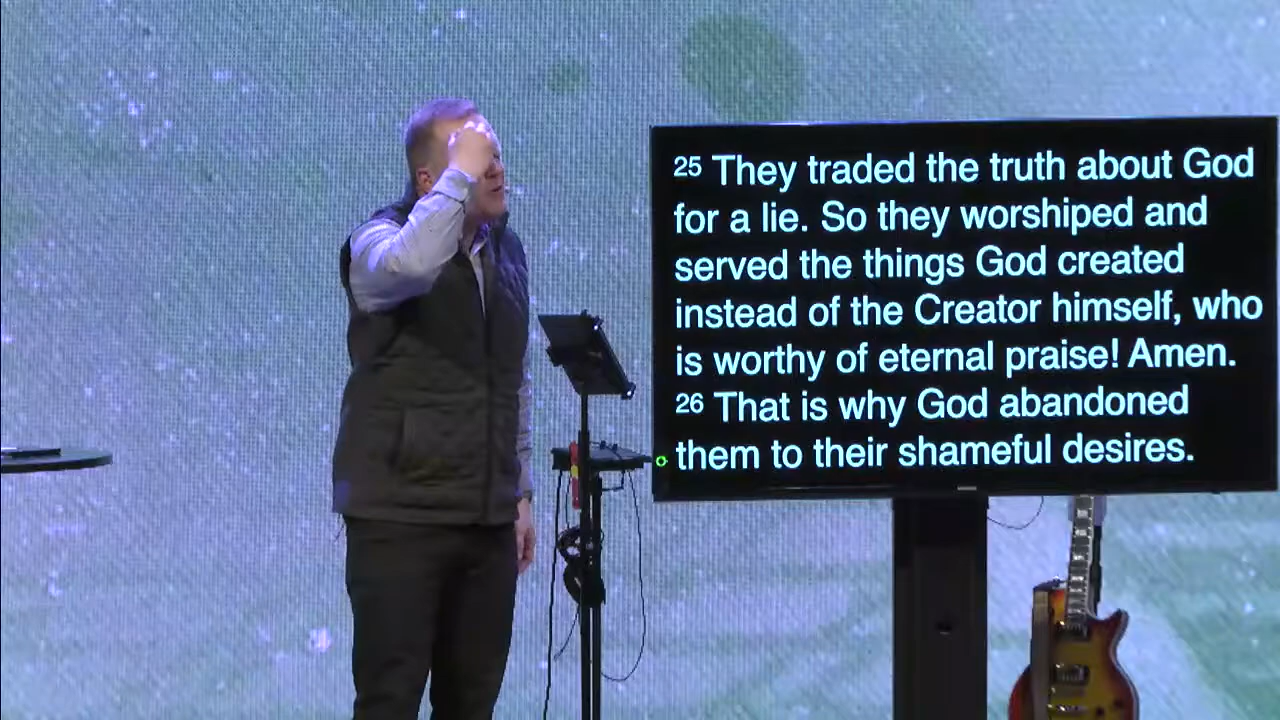 25 They traded the truth about God
for a lie. So they worshiped and
served the things God created
instead of the Creator himself, who
is worthy of eternal praise! Amen.
26 That is why God abandoned
them to their shameful desires.